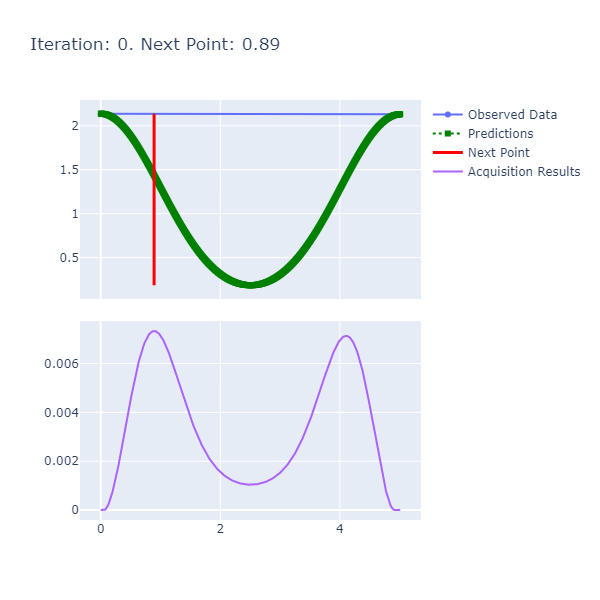 Iteration: 0. Next Point: 0.89
Observed Data
Predictions
Next Point
Acquisition Results
2
1.5
1
0.5
0.006
0.004
0.002
0
0 2 4